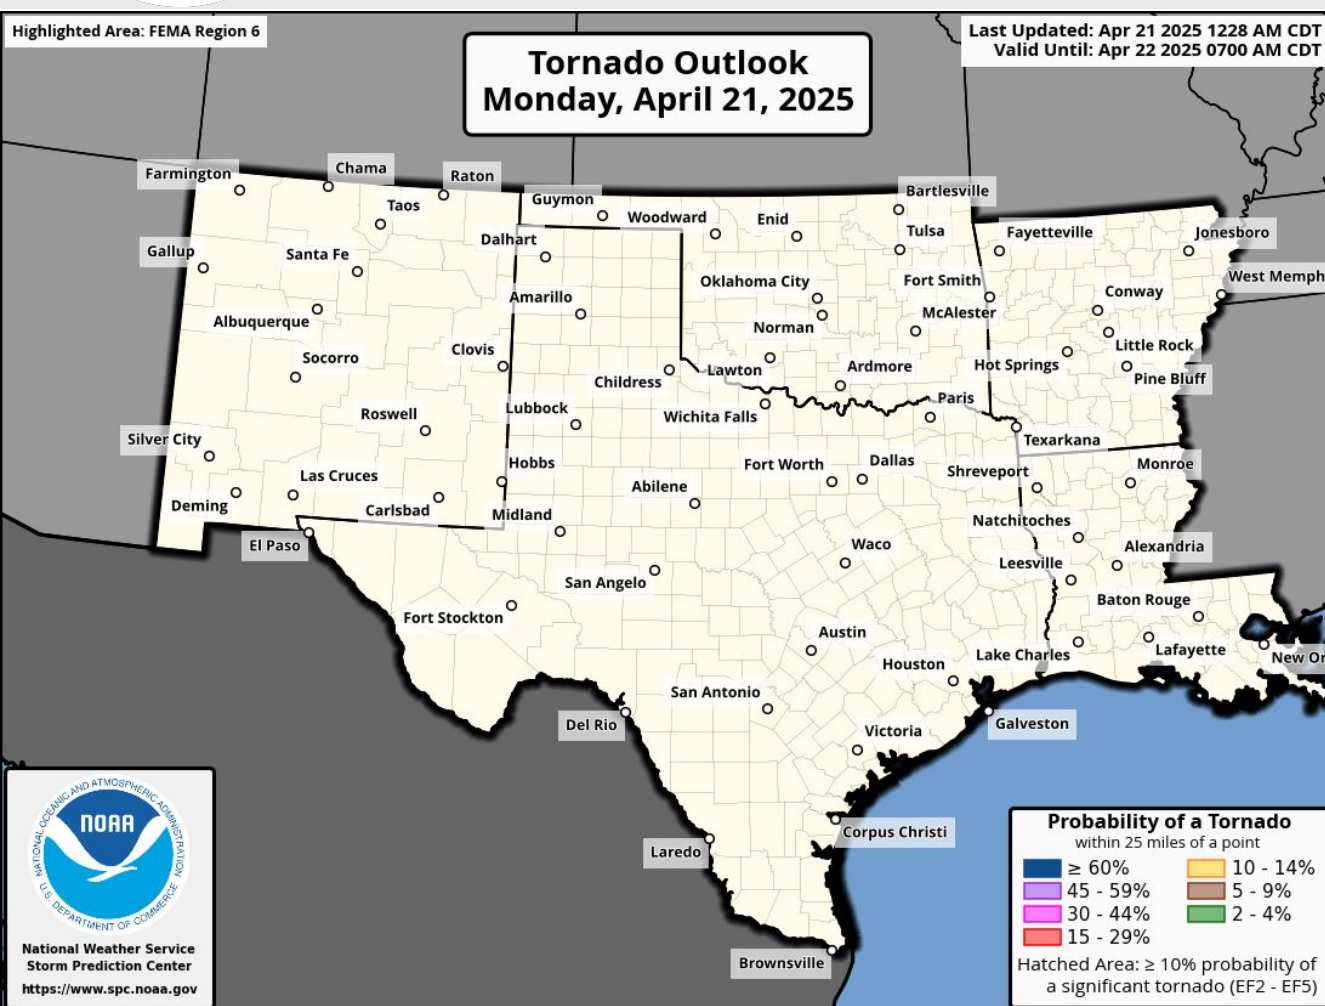 Highlighted Area: FEMA Region 6
Last Updated: Apr 21 2025 1228 AM CDT
Valid Until: Apr 22 2025 0700 AM CDT
Tornado Outlook
Monday, April 21, 2025
Farmington
Chama
Raton
Taos
Guymon
Woodward
Enid
Bartlesville
Tulsa
Fayetteville
Jonesboro
Gallup
Santa Fe
Dalhart
Oklahoma City
Fort Smith
West Memph
Amarillo
Conway
Albuquerque
Norman
McAlester
Little Rock
Socorro
Clovis
Childress
Lawton
Ardmore
Hot Springs
Pine Bluff
Roswell
Lubbock
Wichita Falls
Paris
Silver City
Texarkana
Las Cruces
Hobbs
Abilene
Fort Worth
Dallas
Shreveport
Monroe
Deming
Carlsbad
Midland
Natchitoches
El Paso
Waco
Alexandria
San Angelo
Leesville
Fort Stockton
Baton Rouge
Austin
Houston
Lake Charles
Lafayette
New Or
San Antonio
Del Rio
Victoria
Galveston
Corpus Christi
Laredo
Brownsville
NATIONAL OCEANIC AND ATMOSPHERIC ADMINISTRATION
NOAA
U.S. DEPARTMENT OF COMMERCE
National Weather Service
Storm Prediction Center
https://www.spc.noaa.gov
Probability of a Tornado
within 25 miles of a point
≥ 60% 10 - 14%
45 - 59% 5 - 9%
30 - 44% 2 - 4%
15 - 29%
Hatched Area: ≥ 10% probability of
a significant tornado (EF2 - EF5)